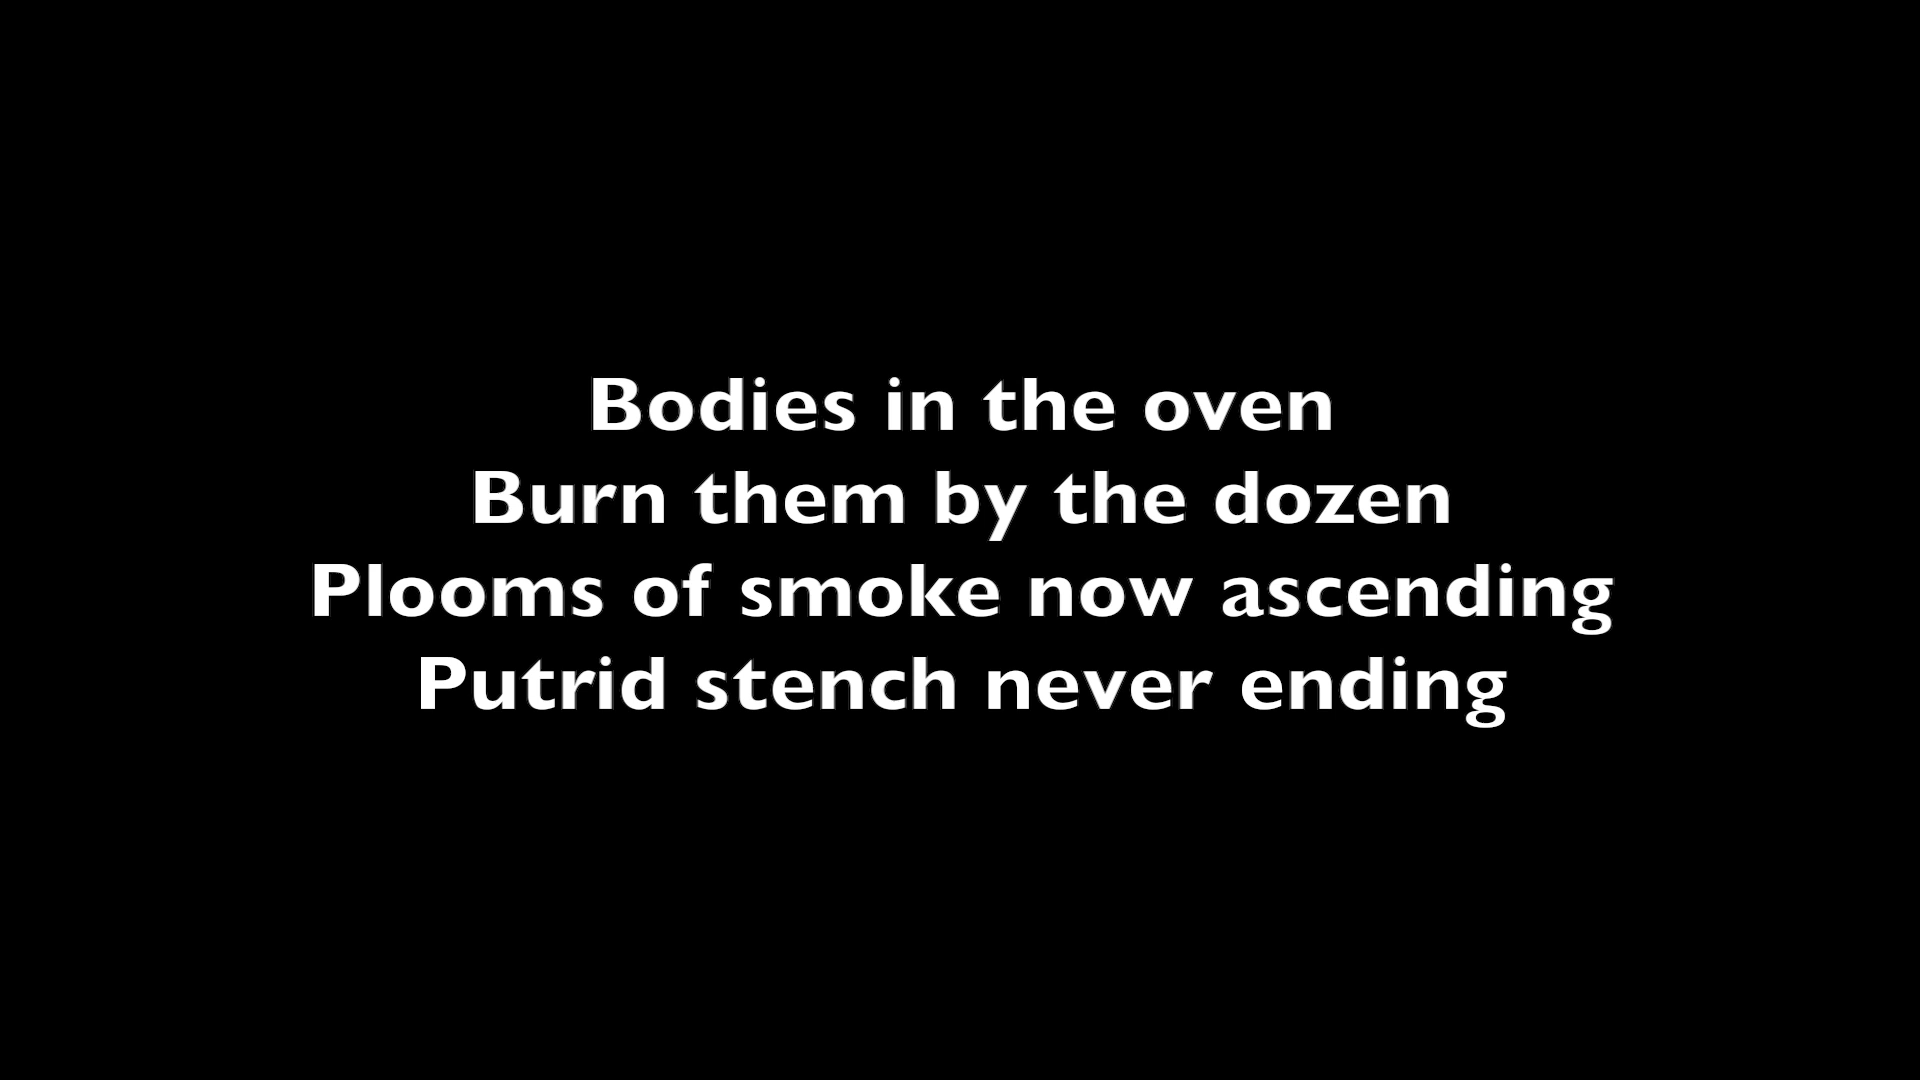 Bodies in the oven
Burn them by the dozen
Plooms of smoke now ascending
Putrid stench never ending